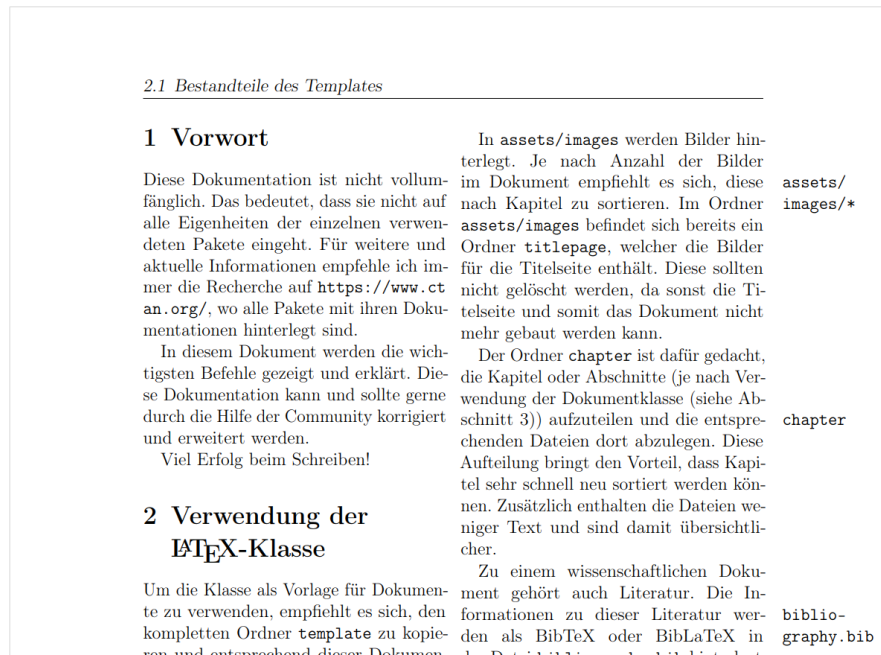 2.1 Bestandteile des Templates
1 Vorwort
Diese Dokumentation ist nicht vollum-
fänglich. Das bedeutet, dass sie nicht auf
alle Eigenheiten der einzelnen verwen-
deten Pakete eingeht. Für weitere und
aktuelle Informationen empfehle ich im-
mer die Recherche auf https://www.ct
an.org/, wo alle Pakete mit ihren Doku-
mentationen hinterlegt sind.
In diesem Dokument werden die wich-
tigsten Befehle gezeigt und erklärt. Die-
se Dokumentation kann und sollte gerne
durch die Hilfe der Community korrigiert
und erweitert werden.
Viel Erfolg beim Schreiben!
2 Verwendung der
LATEX-Klasse
Um die Klasse als Vorlage für Dokumen-
te zu verwenden, empfiehlt es sich, den
kompletten Ordner template zu kopie-
ren und entsprechend dieser Dokumen-
In assets/images werden Bilder hin-
terlegt. Je nach Anzahl der Bilder
im Dokument empfiehlt es sich, diese
nach Kapitel zu sortieren. Im Ordner
assets/images befindet sich bereits ein
Ordner titlepage, welcher die Bilder
für die Titelseite enthält. Diese sollten
nicht gelöscht werden, da sonst die Ti-
telseite und somit das Dokument nicht
mehr gebaut werden kann.
Der Ordner chapter ist dafür gedacht,
die Kapitel oder Abschnitte (je nach Ver-
wendung der Dokumentklasse (siehe Ab-
schnitt 3)) aufzuteilen und die entspre-
chenden Dateien dort abzulegen. Diese
Aufteilung bringt den Vorteil, dass Kapi-
tel sehr schnell neu sortiert werden kön-
nen. Zusätzlich enthalten die Dateien we-
niger Text und sind damit übersichtli-
cher.
Zu einem wissenschaftlichen Doku-
ment gehört auch Literatur. Die In-
formationen zu dieser Literatur wer-
den als BibTeX oder BibLaTeX in
assets/
images/*
chapter
biblio-
graphy.bib